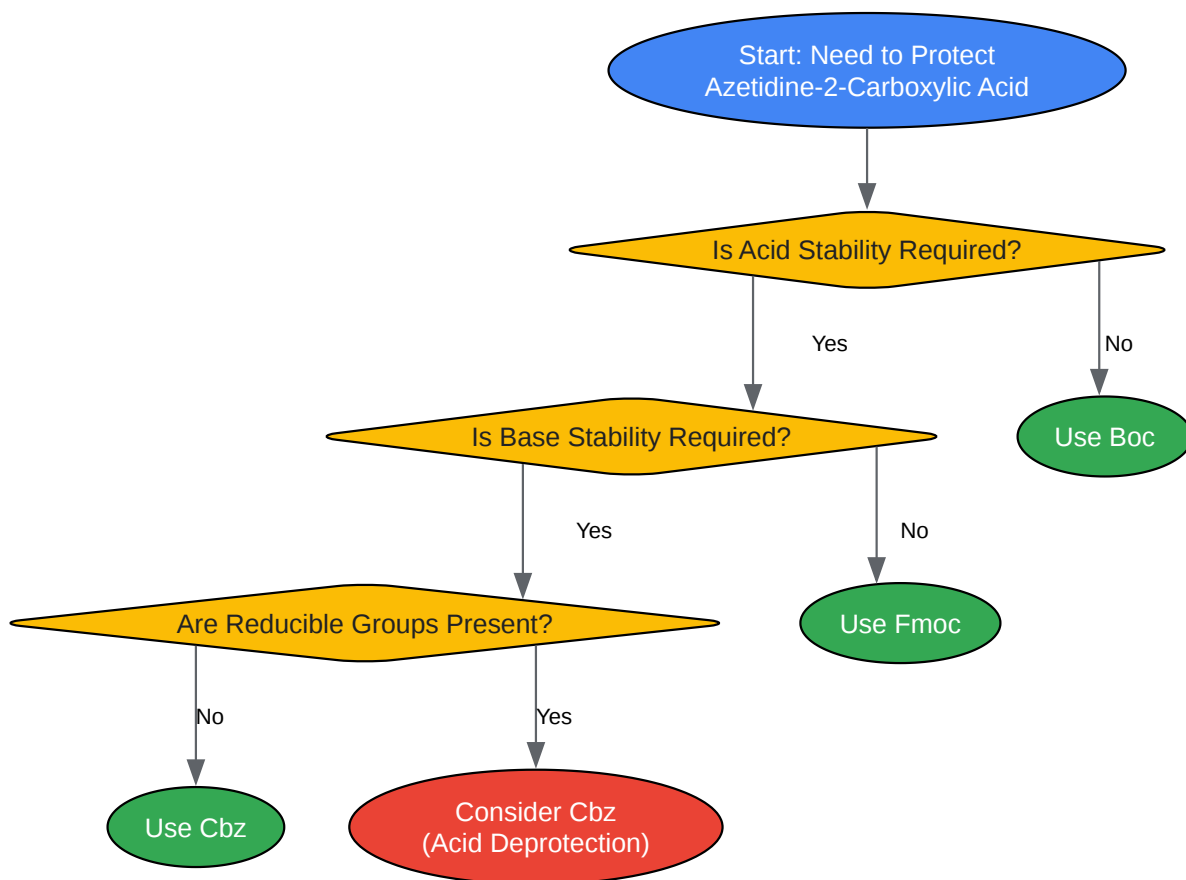 Start: Need to Protect
Azetidine-2-Carboxylic Acid
Is Acid Stability Required?
Yes
No
Is Base Stability Required?
Use Boc
Yes
No
Are Reducible Groups Present?
Use Fmoc
No
Yes
Use Cbz
Consider Cbz
(Acid Deprotection)